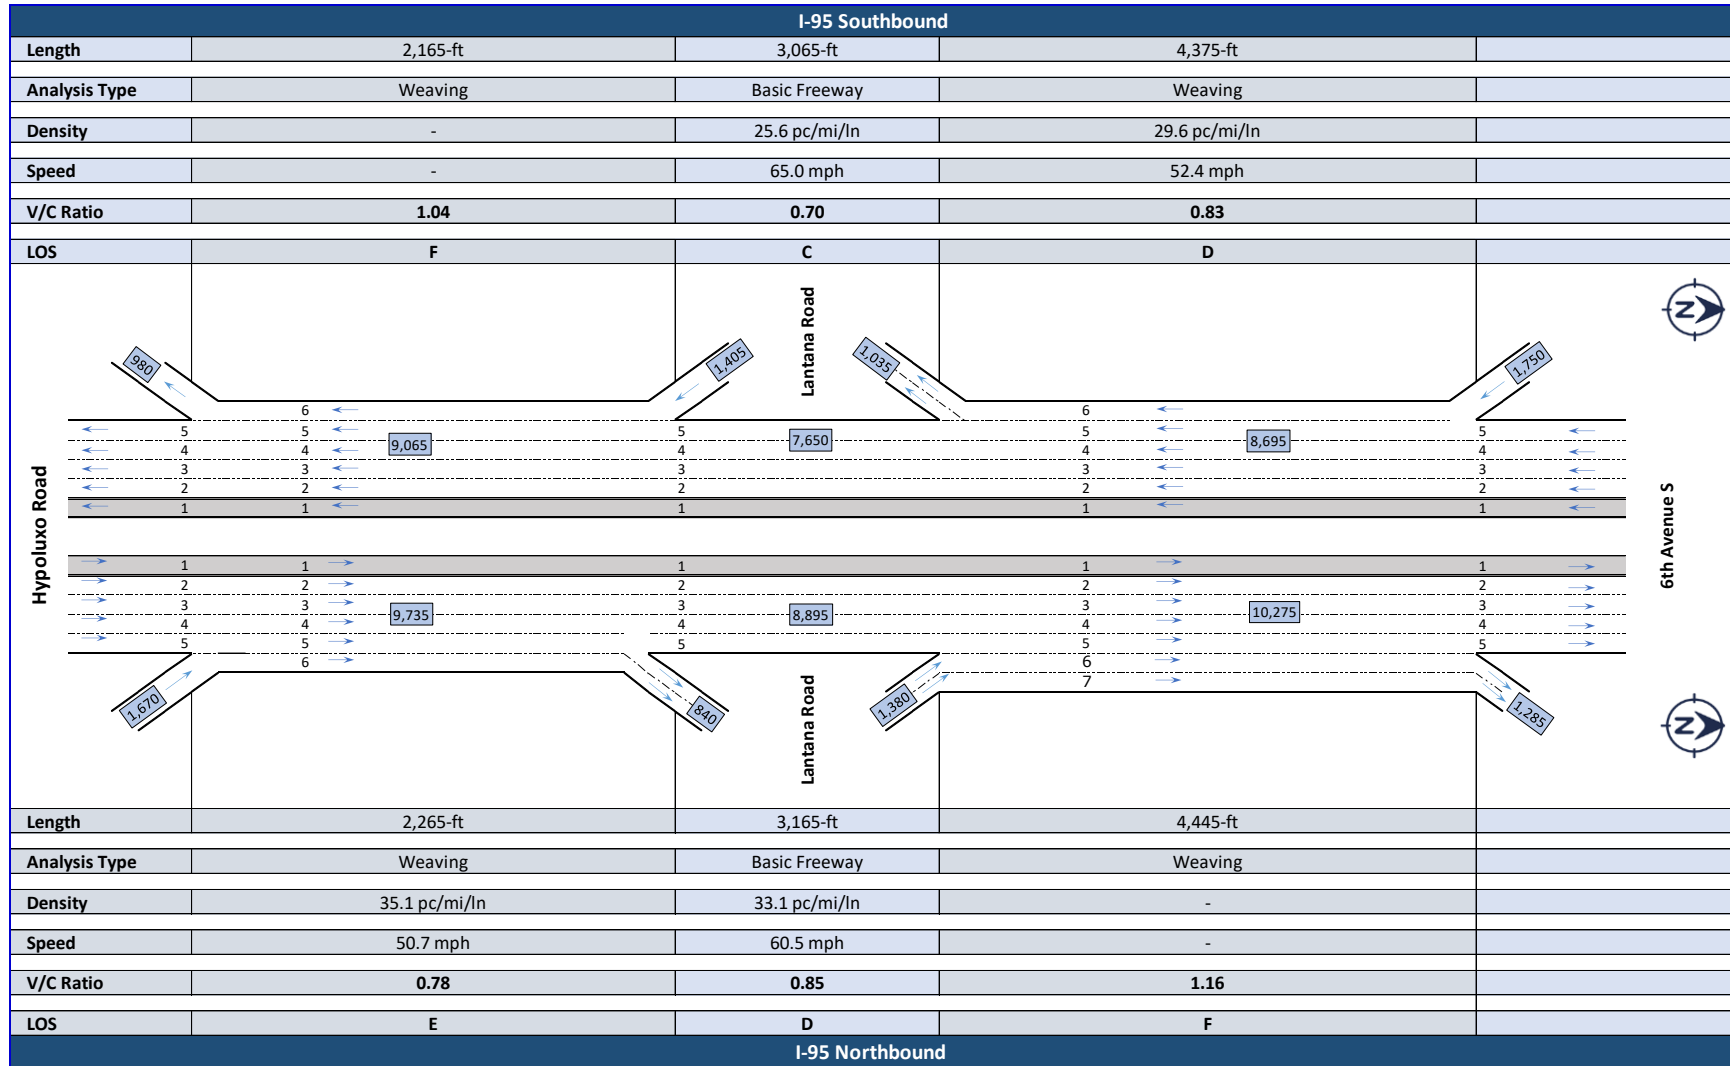 I-95 Southbound
Length 2,165-ft 3,065-ft 4,375-ft
Analysis Type Weaving Basic Freeway Weaving
Density - 25.6 pc/mi/ln 29.6 pc/mi/ln
Speed - 65.0 mph 52.4 mph
V/C Ratio 1.04 0.70 0.83
LOS F C D
Lantana Road
N
980 1,405 1,035 1,750
6 6
5 5 5 5 5
9,065 7,650 8,695
4 4 4 4 4
3 3 3 3 3
2 2 2 2 2
1 1 1 1 1
Hypoluxo Road
6th Avenue S
1 1 1 1 1
2 2 2 2 2
3 3 3 3 3
9,735 8,895 10,275
4 4 4 4 4
5 5 5 5 5
6 6
7
1,670 840 1,380 1,285
Lantana Road
N
Length 2,265-ft 3,165-ft 4,445-ft
Analysis Type Weaving Basic Freeway Weaving
Density 35.1 pc/mi/ln 33.1 pc/mi/ln -
Speed 50.7 mph 60.5 mph -
V/C Ratio 0.78 0.85 1.16
LOS E D F
I-95 Northbound